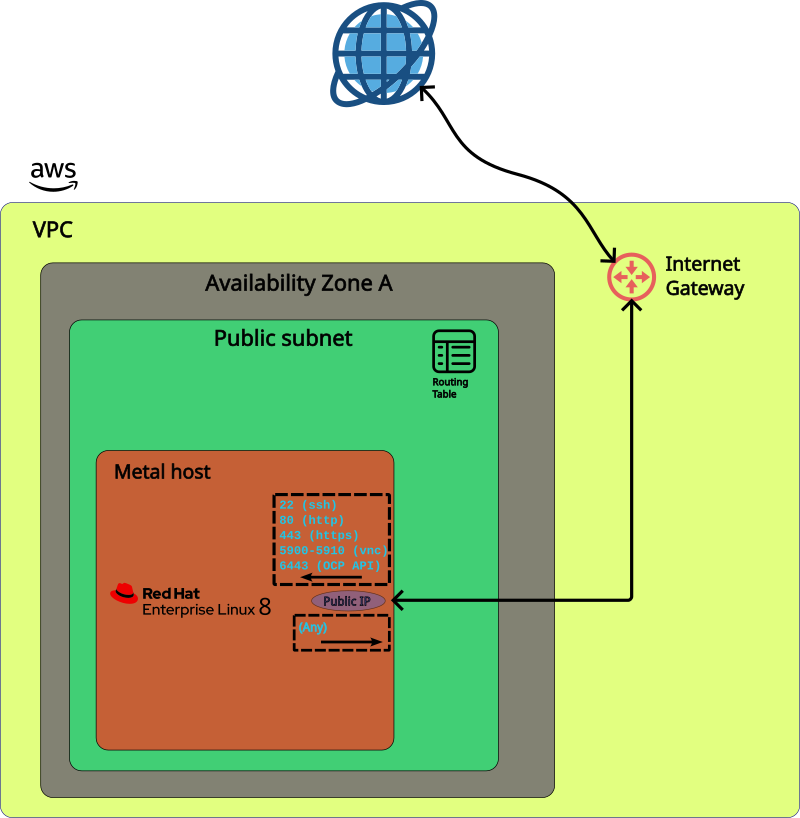 aws
VPC
Internet
Gateway
Availability Zone A
Public subnet
Routing
Table
Metal host
22 (ssh)
80 (http)
443 (https)
5900-5910 (vnc)
6443 (OCP API)
Red Hat
Enterprise Linux 8
Public IP
(Any)